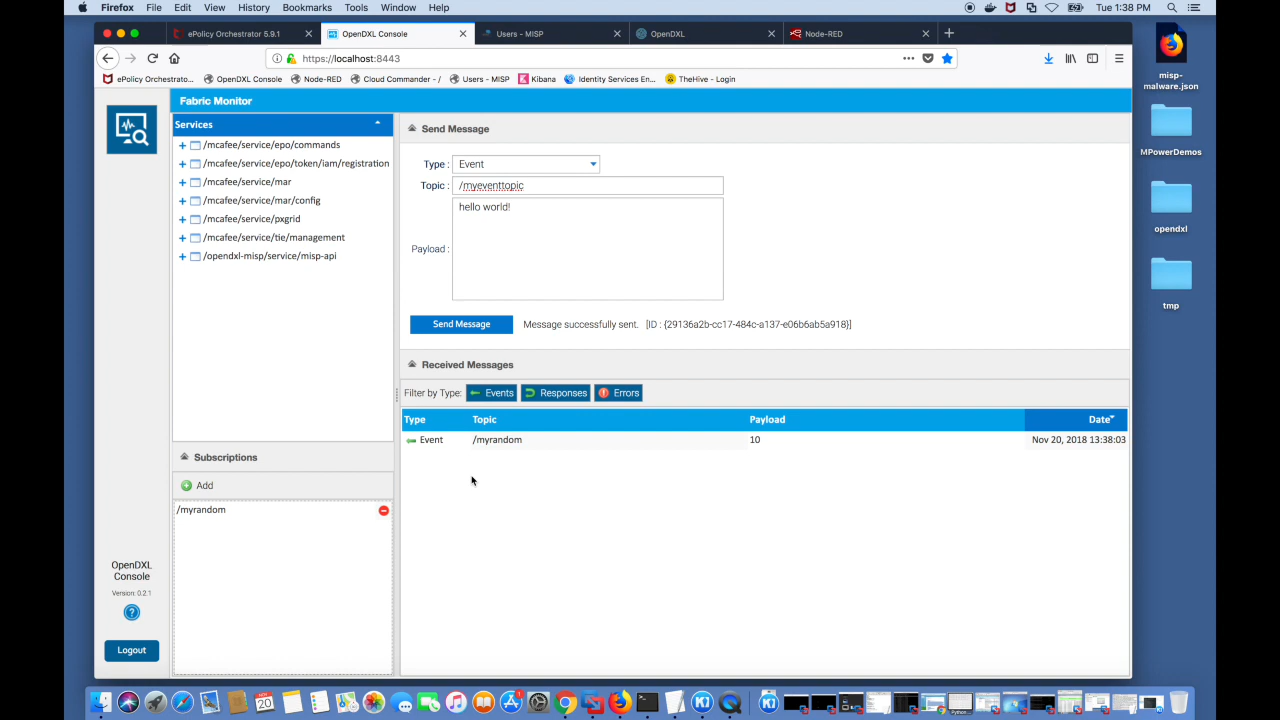 Firefox File Edit View History Bookmarks Tools Window Help
Tue 1:38 PM
ePolicy Orchestrator 5.9.1
OpenDXL Console
Users - MISP
OpenDXL
Node-RED
https://localhost:8443
ePolicy Orchestrato...
OpenDXL Console
Node-RED
Cloud Commander - /
Users - MISP
Kibana
Identity Services En...
TheHive - Login
Fabric Monitor
Services
/mcafee/service/epo/commands
/mcafee/service/epo/token/iam/registration
/mcafee/service/mar
/mcafee/service/mar/config
/mcafee/service/pxgrid
/mcafee/service/tie/management
/opendxl-misp/service/misp-api
Subscriptions
Add
/myrandom
OpenDXL
Console
Version: 0.2.1
Logout
Send Message
Type : Event
Topic : /myeventtopic
Payload : hello world!
Send Message Message successfully sent. [ID : {29136a2b-cc17-484c-a137-e06b6ab5a918}]
Received Messages
Filter by Type: Events Responses Errors
Type Topic Payload Date
Event /myrandom 10 Nov 20, 2018 13:38:03
misp-
malware.json
MPowerDemos
opendxl
tmp